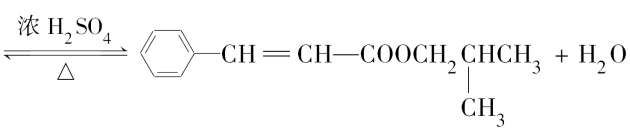 浓 H₂SO₄
△
CH=CH—COOCH₂CHCH₃ + H₂O
CH₃